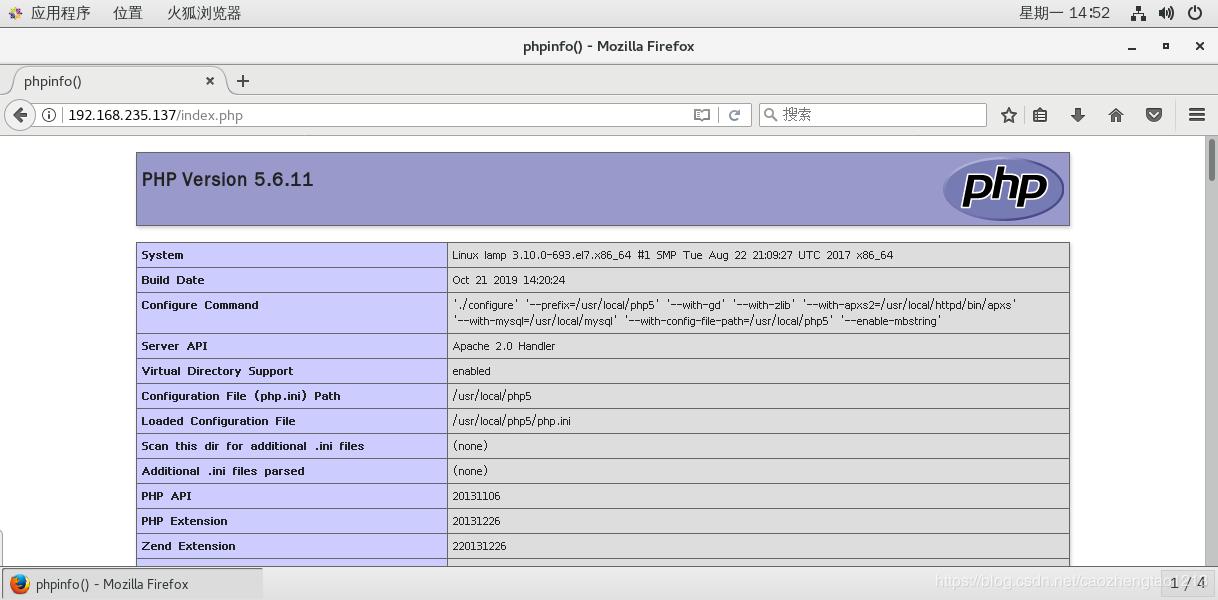 应用程序 位置 火狐浏览器 星期一 14:52
phpinfo() - Mozilla Firefox
phpinfo()
192.168.235.137/index.php 搜索
PHP Version 5.6.11
php
System Linux lamp 3.10.0-693.el7.x86_64 #1 SMP Tue Aug 22 21:09:27 UTC 2017 x86_64
Build Date Oct 21 2019 14:20:24
Configure Command './configure' '--prefix=/usr/local/php5' '--with-gd' '--with-zlib' '--with-apxs2=/usr/local/httpd/bin/apxs'
'--with-mysql=/usr/local/mysql' '--with-config-file-path=/usr/local/php5' '--enable-mbstring'
Server API Apache 2.0 Handler
Virtual Directory Support enabled
Configuration File (php.ini) Path /usr/local/php5
Loaded Configuration File /usr/local/php5/php.ini
Scan this dir for additional .ini files (none)
Additional .ini files parsed (none)
PHP API 20131106
PHP Extension 20131226
Zend Extension 220131226
phpinfo() - Mozilla Firefox 1 / 4